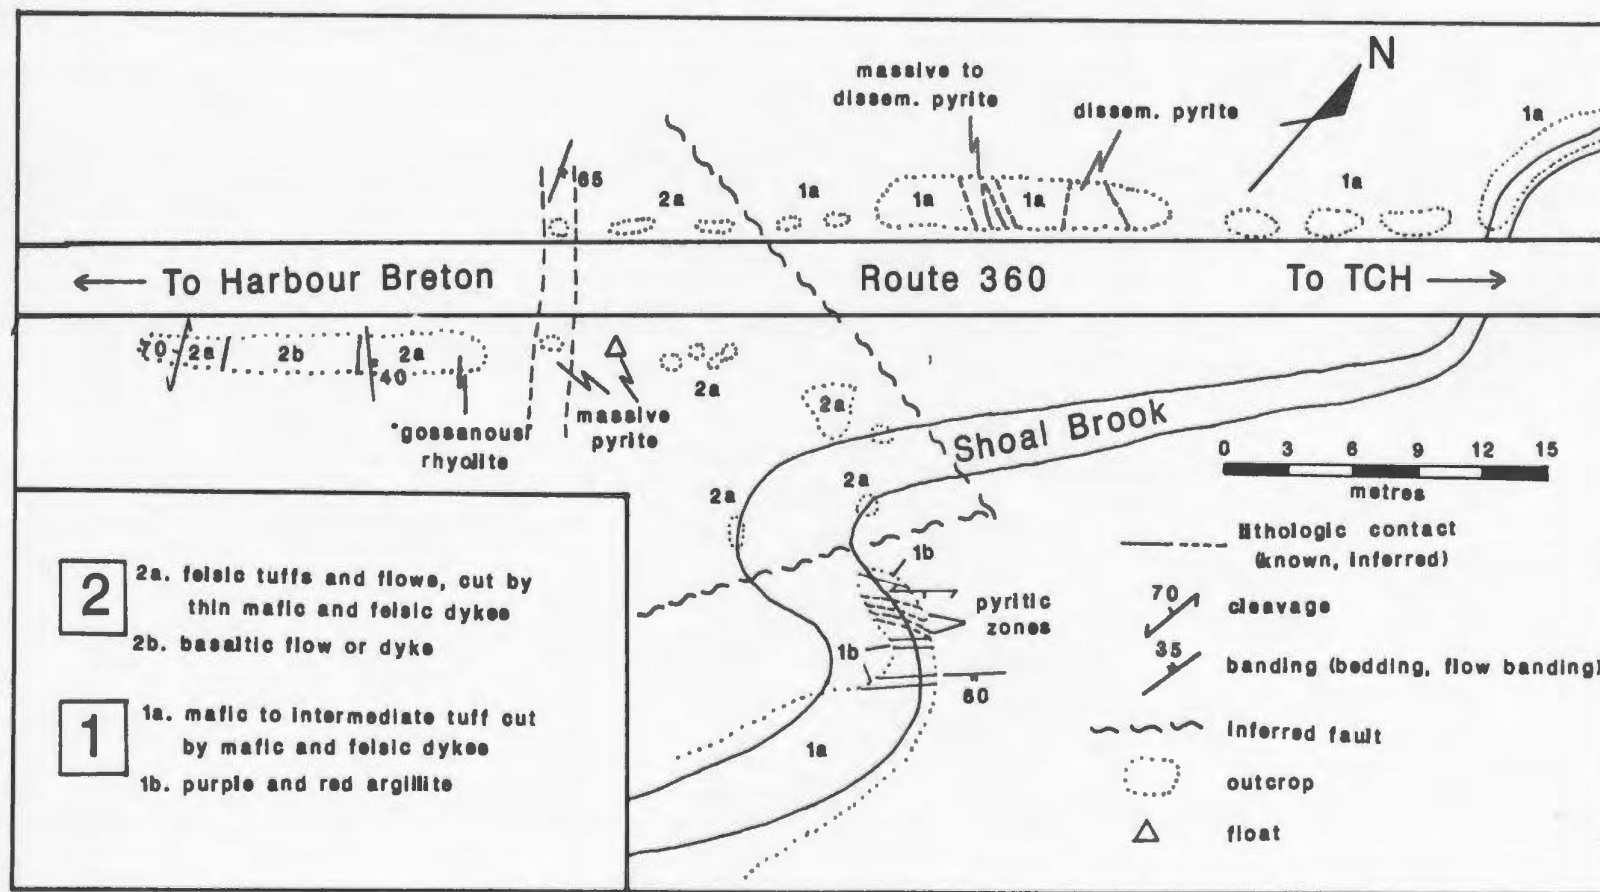 N
massive to
dissem. pyrite
dissem. pyrite
1a
65
2a
1a
1a
1a
1a
← To Harbour Breton
Route 360
To TCH →
70
2a
2b
2a
40
2a
2a
"gossanous"
rhyolite
massive
pyrite
Shoal Brook
0 3 6 9 12 15
metres
2a
2a
1b
pyritic
zones
1b
60
1a
lithologic contact
(known, inferred)
70
cleavage
35
banding (bedding, flow banding)
inferred fault
outcrop
float
2
2a. felsic tuffs and flows, cut by
thin mafic and felsic dykes
2b. basaltic flow or dyke
1
1a. mafic to intermediate tuff cut
by mafic and felsic dykes
1b. purple and red argillite